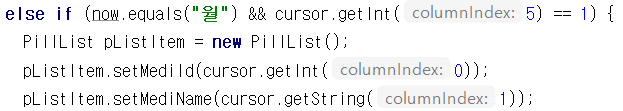 else if (now.equals("월") && cursor.getInt( columnIndex: 5) == 1) {
PillList pListItem = new PillList();
pListItem.setMediId(cursor.getInt( columnIndex: 0));
pListItem.setMediName(cursor.getString( columnIndex: 1));